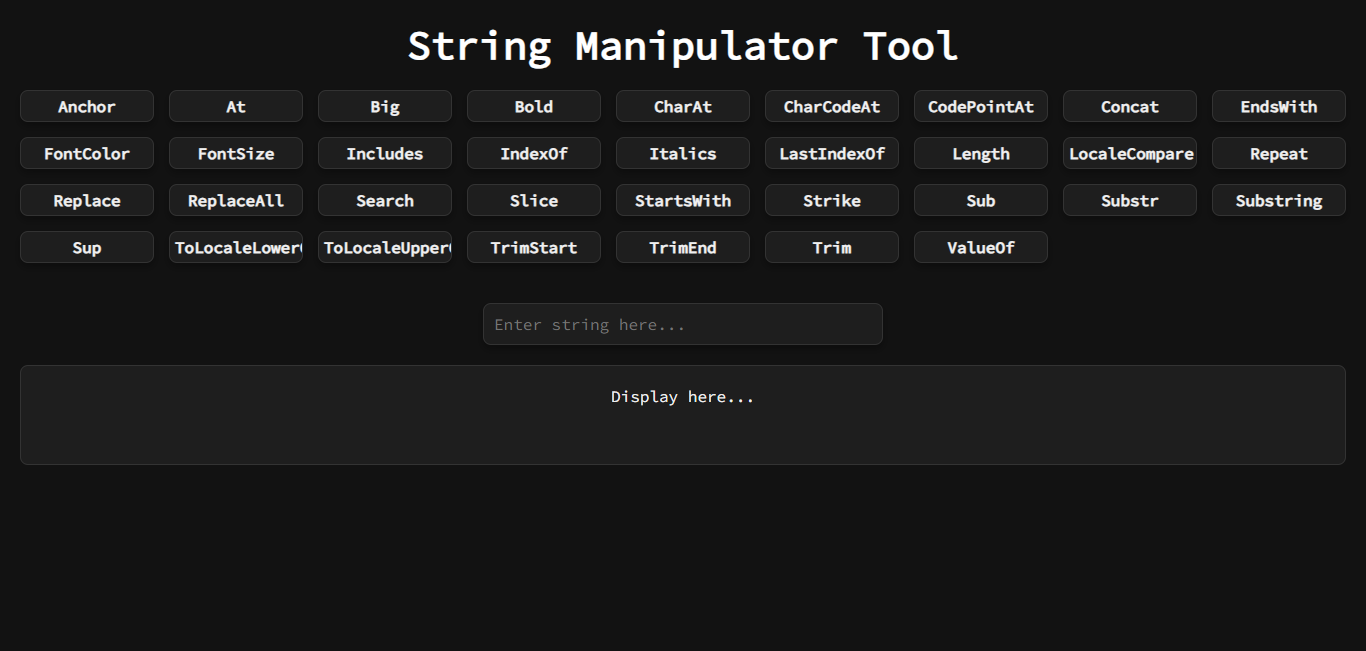 String Manipulator Tool
Anchor At Big Bold CharAt CharCodeAt CodePointAt Concat EndsWith
FontColor FontSize Includes IndexOf Italics LastIndexOf Length LocaleCompare Repeat
Replace ReplaceAll Search Slice StartsWith Strike Sub Substr Substring
Sup ToLocaleLower ToLocaleUpper TrimStart TrimEnd Trim ValueOf
Enter string here...
Display here...